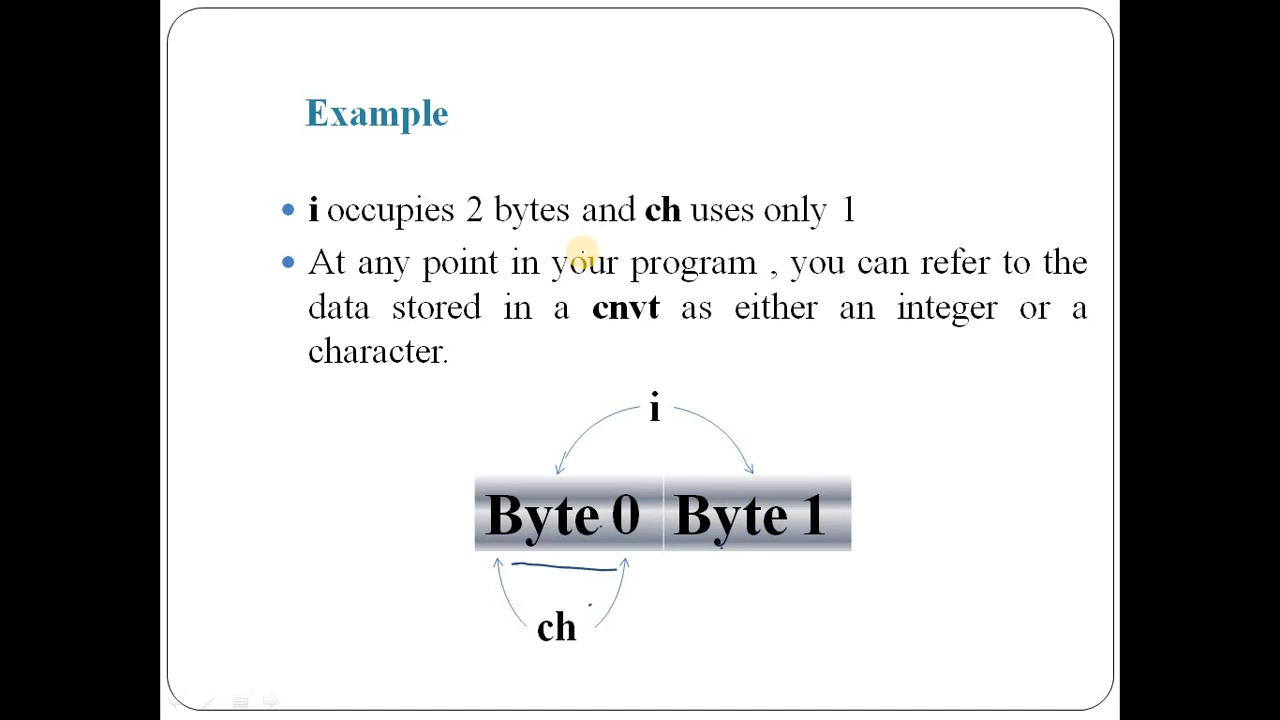 Example
• i occupies 2 bytes and ch uses only 1
• At any point in your program , you can refer to the
data stored in a cnvt as either an integer or a
character.
i
Byte 0 Byte 1
ch